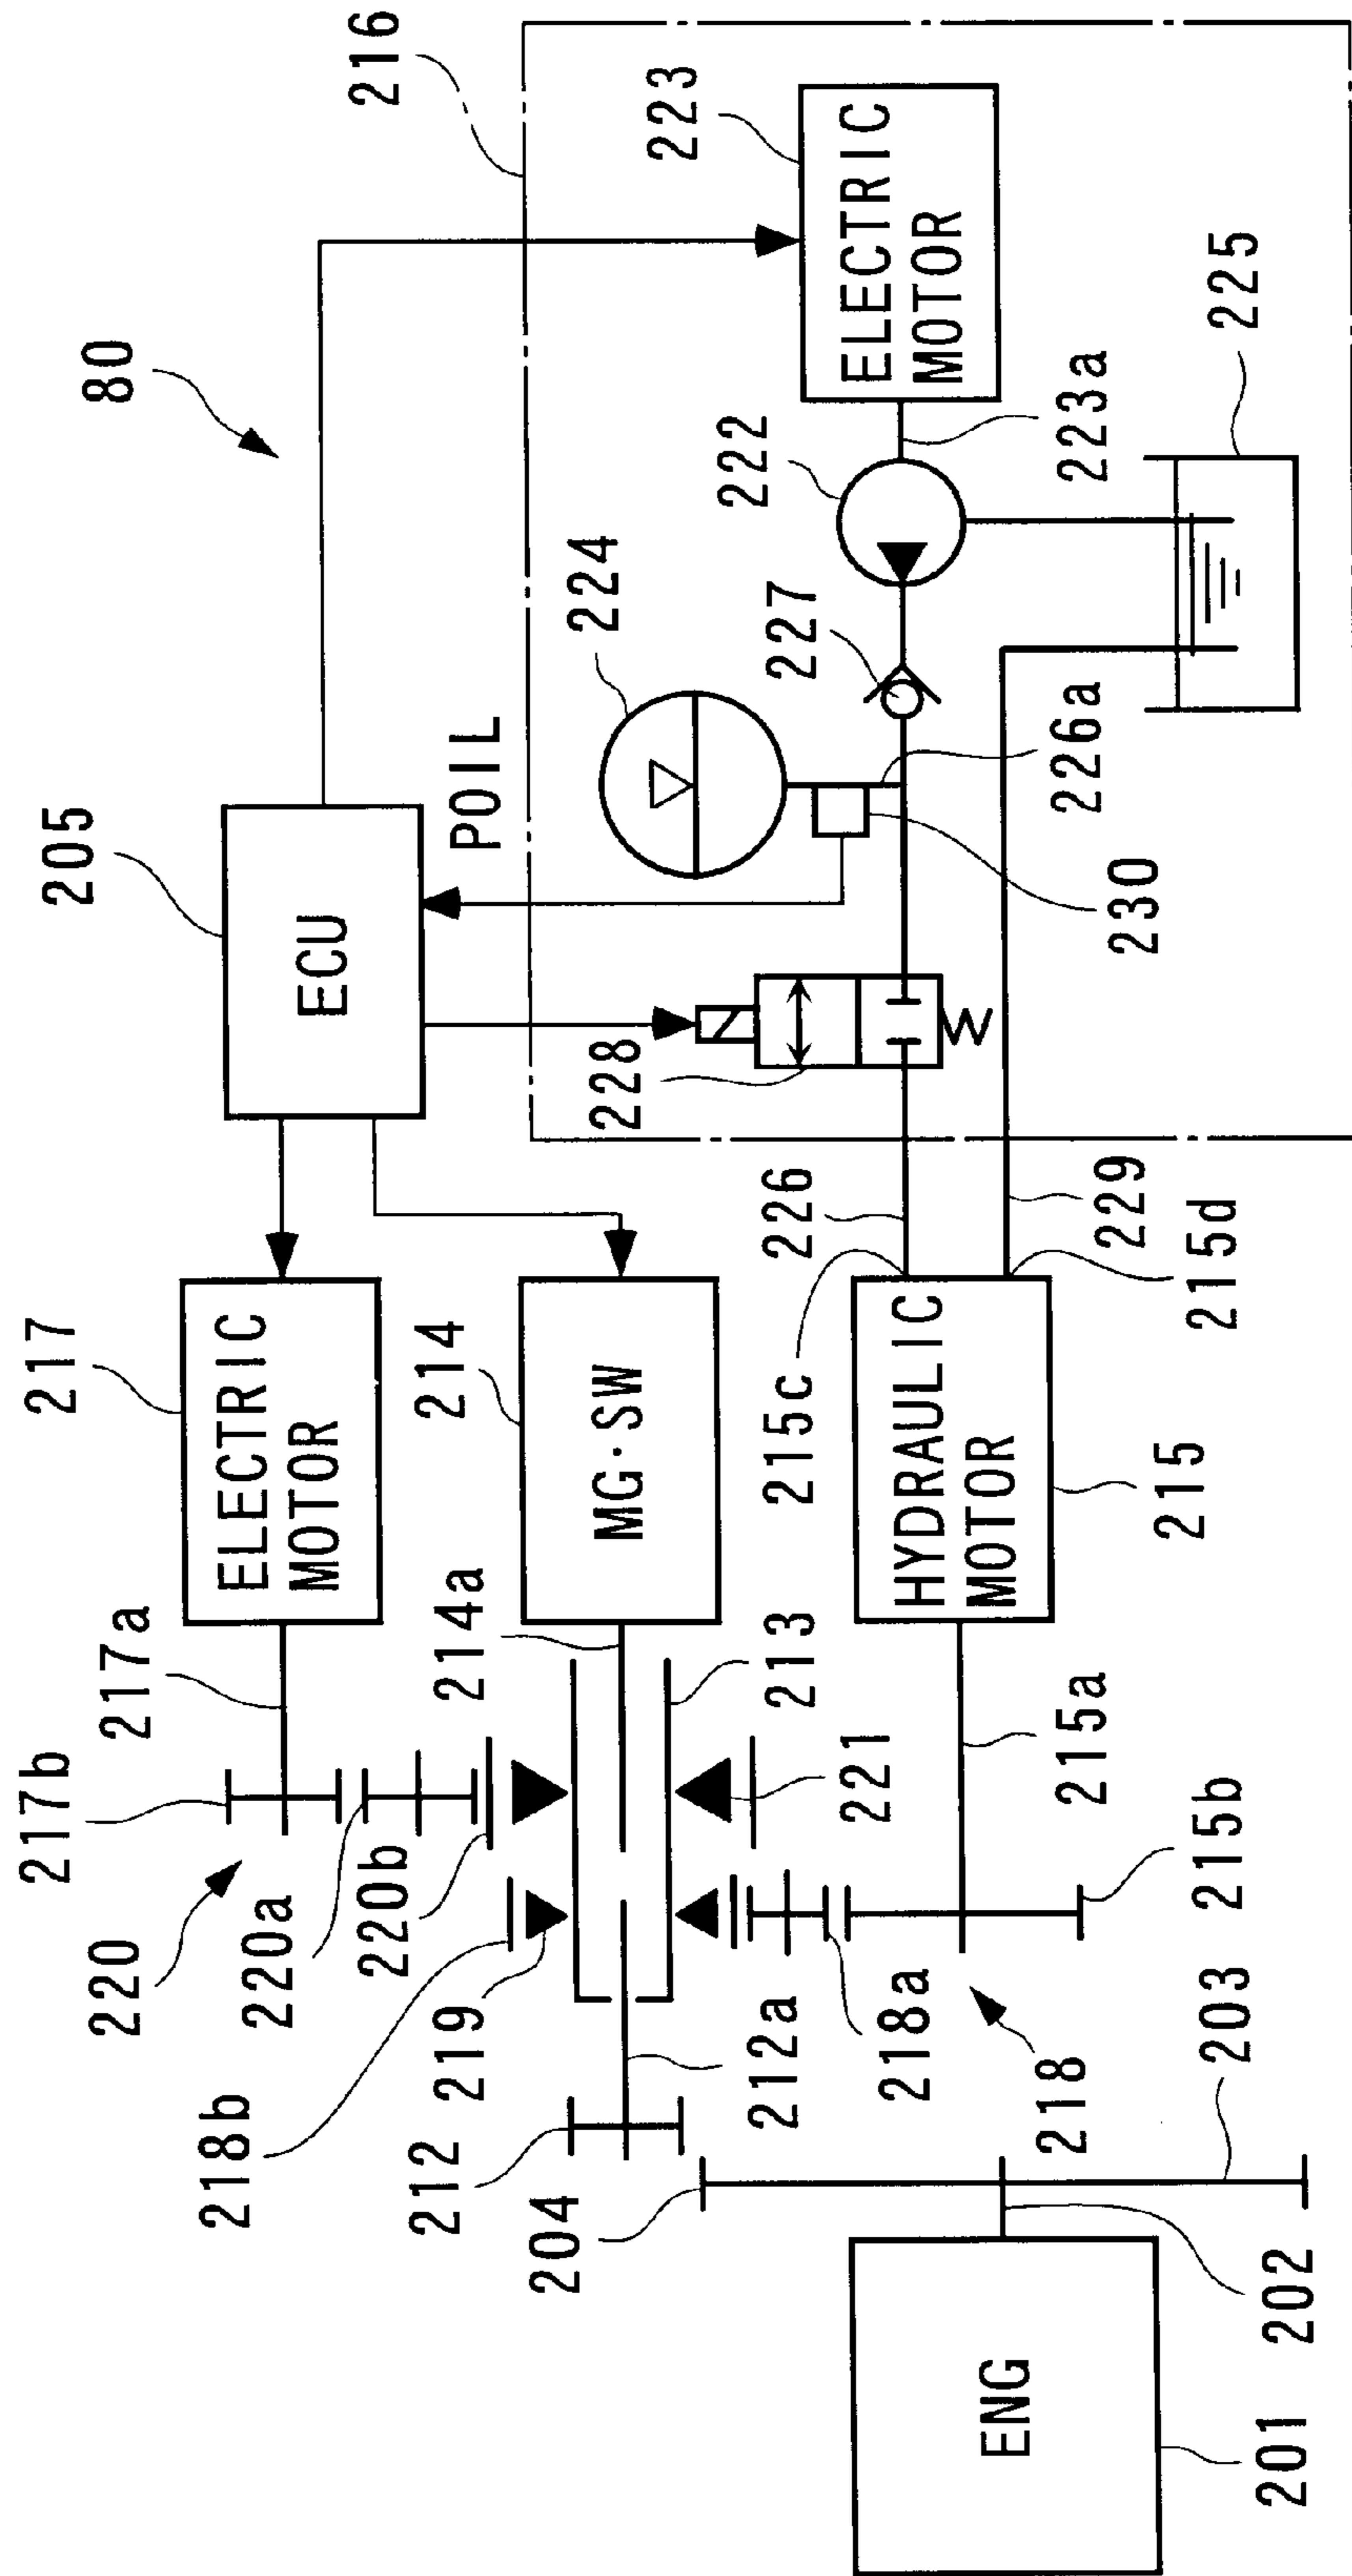 80
205
ECU
POIL
216
223
ELECTRIC
MOTOR
223a
222
224
227
226a
225
230
228
226
229
215c
215d
217
ELECTRIC
MOTOR
217a
217b
214
MG·SW
214a
213
HYDRAULIC
MOTOR
215
215a
215b
221
220
220a
220b
218b
219
212
212a
218a
218
204
203
202
ENG
201